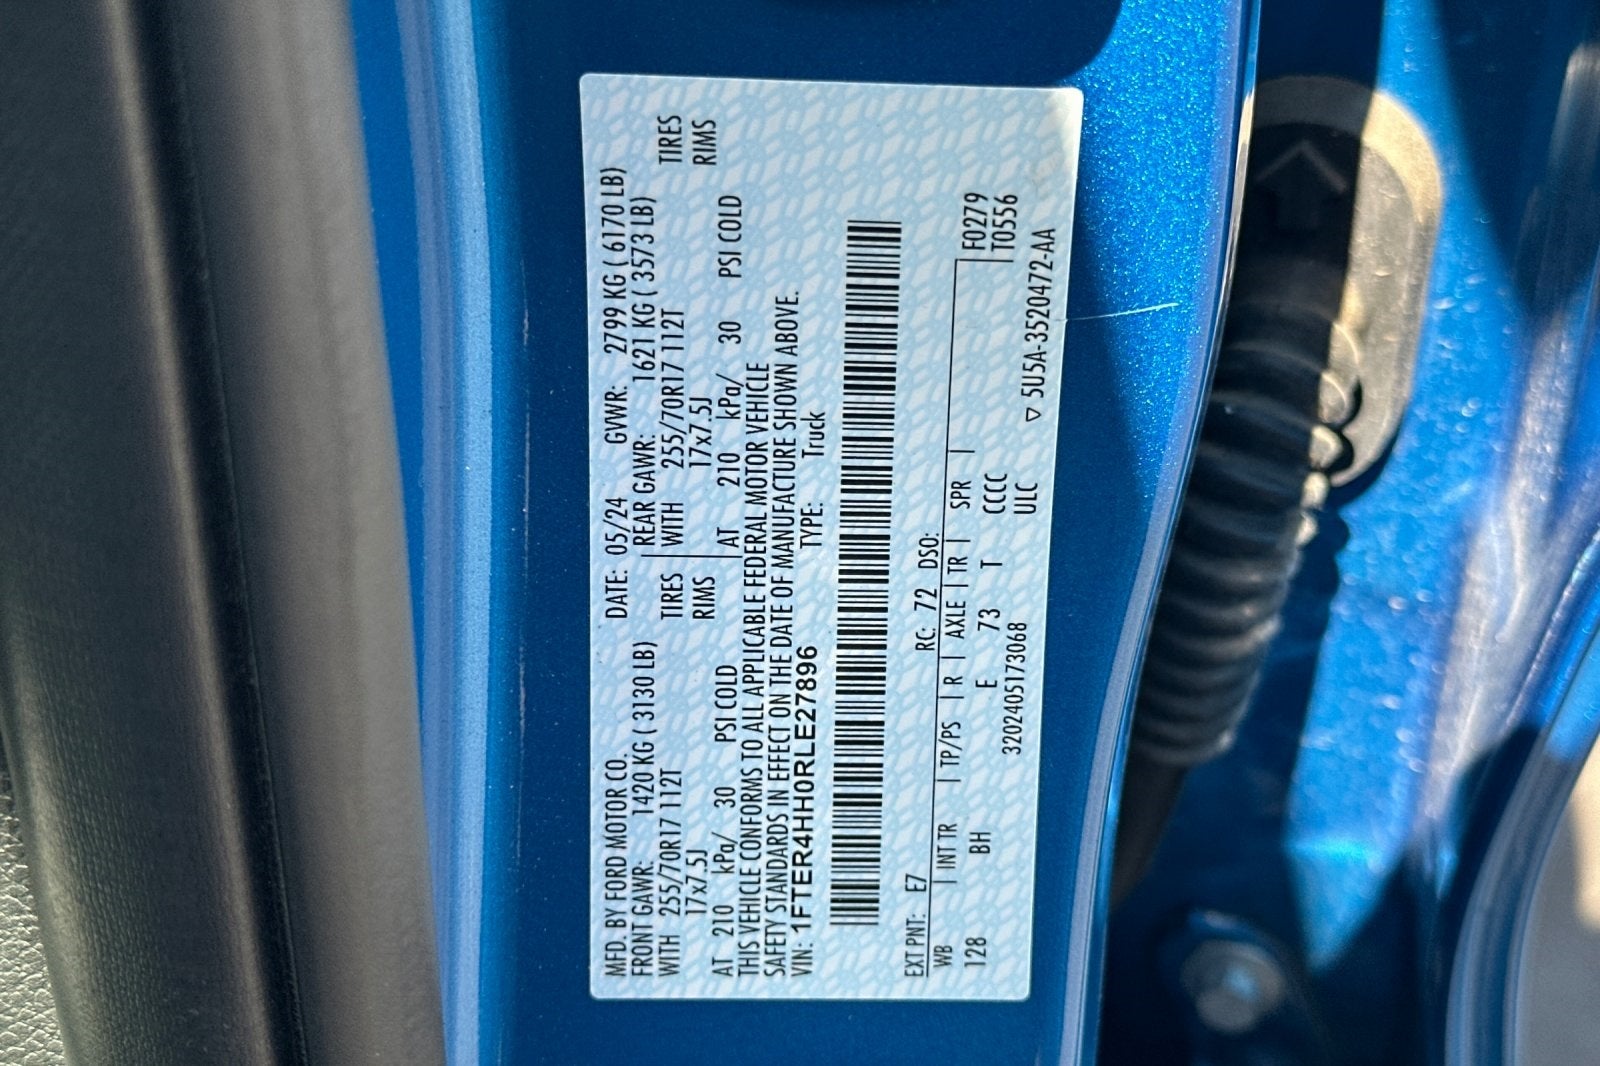 MFD. BY FORD MOTOR CO. DATE: 05/24 GVWR: 2799 KG ( 6170 LB)
FRONT GAWR: 1420 KG ( 3130 LB) REAR GAWR: 1621 KG ( 3573 LB)
WITH 255/70R17 112T TIRES WITH 255/70R17 112T TIRES
17x7.5J RIMS 17x7.5J RIMS
AT 210 kPa/ 30 PSI COLD AT 210 kPa/ 30 PSI COLD
THIS VEHICLE CONFORMS TO ALL APPLICABLE FEDERAL MOTOR VEHICLE
SAFETY STANDARDS IN EFFECT ON THE DATE OF MANUFACTURE SHOWN ABOVE.
VIN: 1FTER4HH0RLE27896 TYPE: Truck
EXT PNT: E7 RC: 72 DSO:
WB | INT TR | TP/PS | R | AXLE | TR | SPR | F0279
128 BH E 73 T CCCC T0556
3202405173068 ULC
▽ 5U5A-3520472-AA